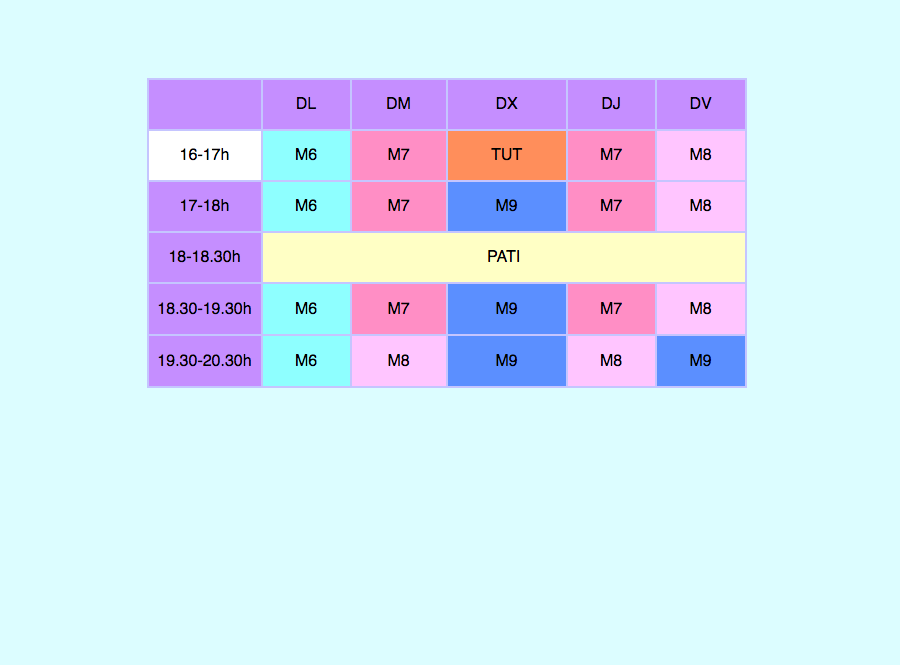 DL DM DX DJ DV
16-17h M6 M7 TUT M7 M8
17-18h M6 M7 M9 M7 M8
18-18.30h PATI
18.30-19.30h M6 M7 M9 M7 M8
19.30-20.30h M6 M8 M9 M8 M9